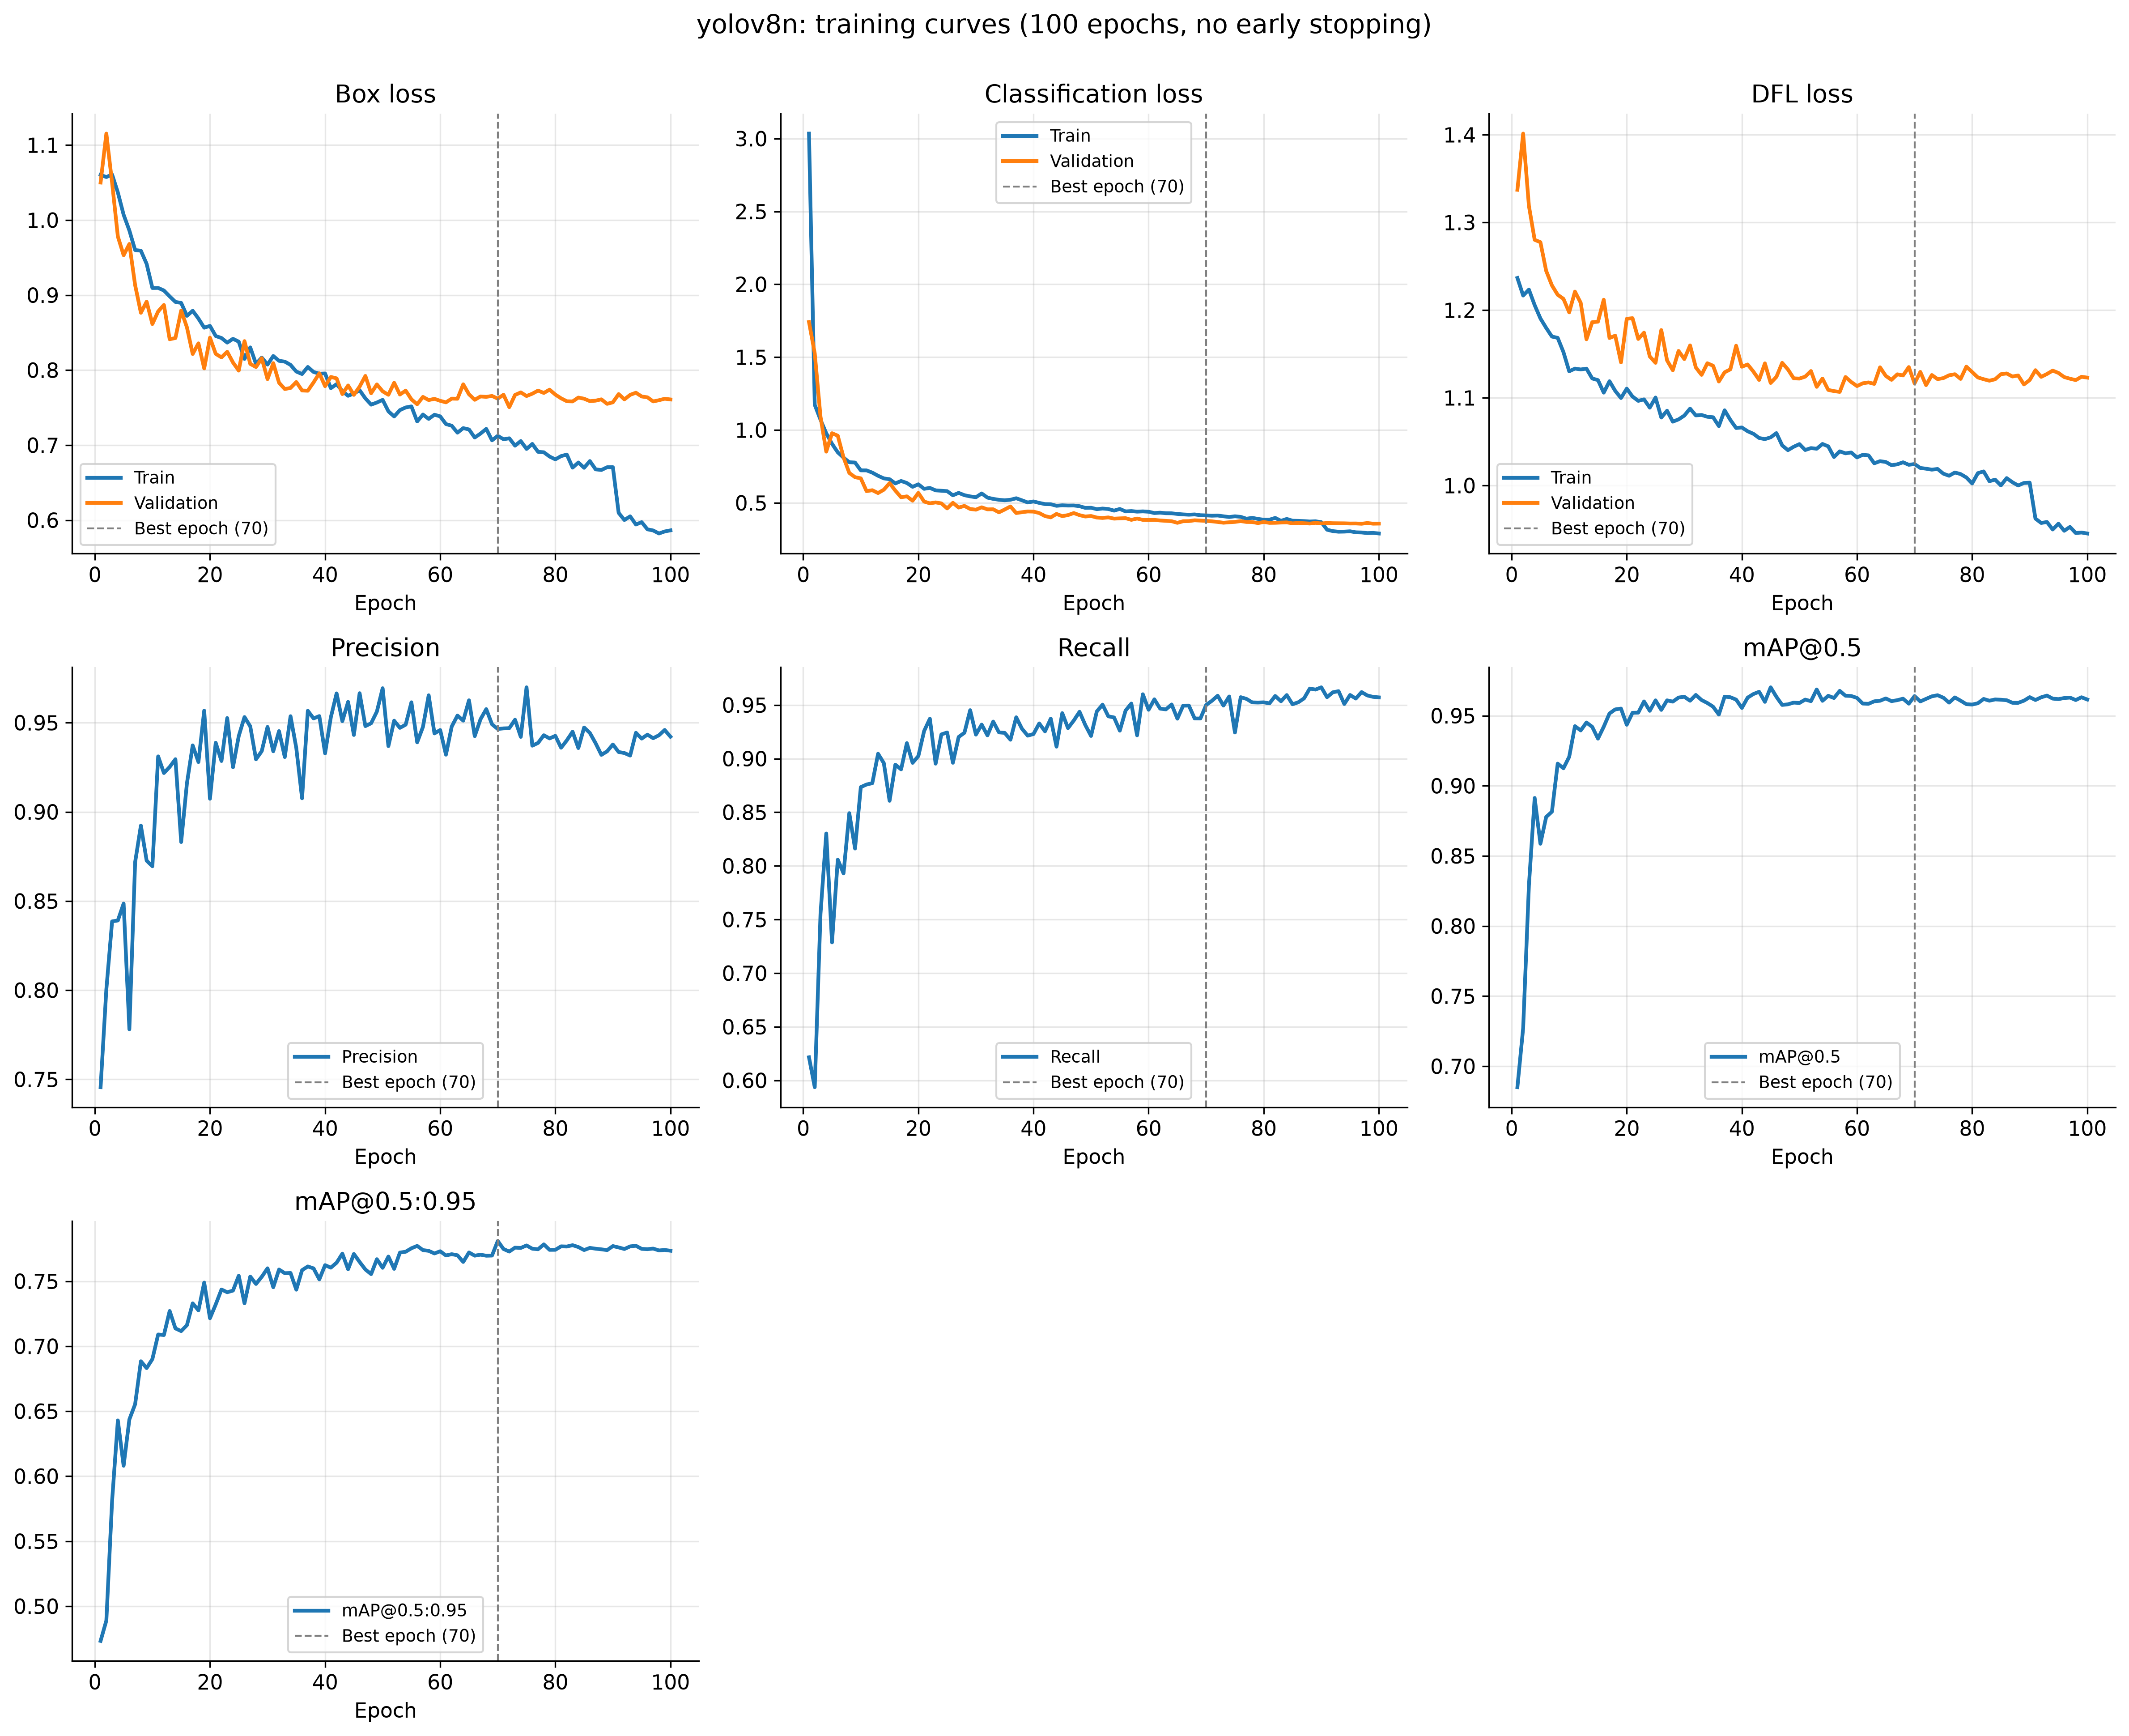 yolov8n: training curves (100 epochs, no early stopping)
Box loss
1.1
1.0
0.9
0.8
0.7
0.6
Train
Validation
Best epoch (70)
0 20 40 60 80 100
Epoch
Classification loss
3.0
2.5
2.0
1.5
1.0
0.5
Train
Validation
Best epoch (70)
0 20 40 60 80 100
Epoch
DFL loss
1.4
1.3
1.2
1.1
1.0
Train
Validation
Best epoch (70)
0 20 40 60 80 100
Epoch
Precision
0.95
0.90
0.85
0.80
0.75
Precision
Best epoch (70)
0 20 40 60 80 100
Epoch
Recall
0.95
0.90
0.85
0.80
0.75
0.70
0.65
0.60
Recall
Best epoch (70)
0 20 40 60 80 100
Epoch
mAP@0.5
0.95
0.90
0.85
0.80
0.75
0.70
mAP@0.5
Best epoch (70)
0 20 40 60 80 100
Epoch
mAP@0.5:0.95
0.75
0.70
0.65
0.60
0.55
0.50
mAP@0.5:0.95
Best epoch (70)
0 20 40 60 80 100
Epoch